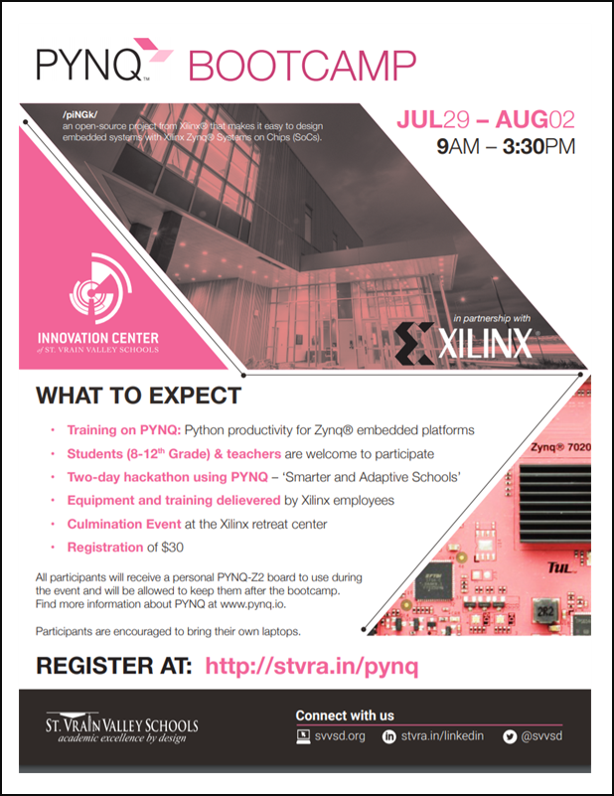 PYNQ™ BOOTCAMP
/piNGk/
an open-source project from Xilinx® that makes it easy to design
embedded systems with Xilinx Zynq® Systems on Chips (SoCs).
JUL29 – AUG02
9AM – 3:30PM
INNOVATION CENTER
of ST. VRAIN VALLEY SCHOOLS
in partnership with
XILINX
WHAT TO EXPECT
• Training on PYNQ: Python productivity for Zynq® embedded platforms
• Students (8-12th Grade) & teachers are welcome to participate
• Two-day hackathon using PYNQ – ‘Smarter and Adaptive Schools’
• Equipment and training delievered by Xilinx employees
• Culmination Event at the Xilinx retreat center
• Registration of $30
Zynq® 7020
TUL
2R2
All participants will receive a personal PYNQ-Z2 board to use during
the event and will be allowed to keep them after the bootcamp.
Find more information about PYNQ at www.pynq.io.
Participants are encouraged to bring their own laptops.
REGISTER AT: http://stvra.in/pynq
ST. VRAIN VALLEY SCHOOLS
academic excellence by design
Connect with us
svvsd.org
stvra.in/linkedin
@svvsd